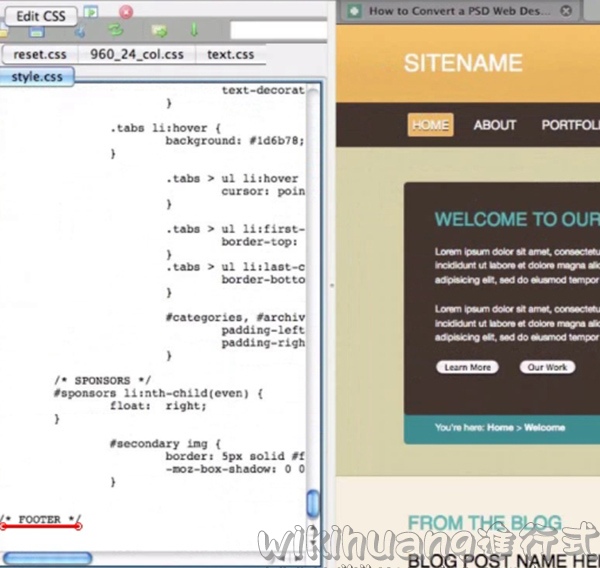 Edit CSS
reset.css 960_24_col.css text.css
style.css
text-decorat
}
.tabs li:hover {
background: #1d6b78;
}
.tabs > ul li:hover
cursor: poin
}
.tabs > ul li:first-
border-top:
}
.tabs > ul li:last-c
border-botto
}
#categories, #archiv
padding-left
padding-righ
}
/* SPONSORS */
#sponsors li:nth-child(even) {
float: right;
}
#secondary img {
border: 5px solid #f
-moz-box-shadow: 0 0
}
/* FOOTER */
How to Convert a PSD Web Des...
SITENAME
HOME ABOUT PORTFOLI
WELCOME TO OUR
Lorem ipsum dolor sit amet, consectetu
incididunt ut labore et dolore magna alic
adipisicing elit, sed do eiusmod tempor
Lorem ipsum dolor sit amet, consectetu
incididunt ut labore et dolore magna alic
adipisicing elit, sed do eiusmod tempor
Learn More Our Work
You're here: Home > Welcome
FROM THE BLOG
BLOG POST NAME HER
wikihuang進行式